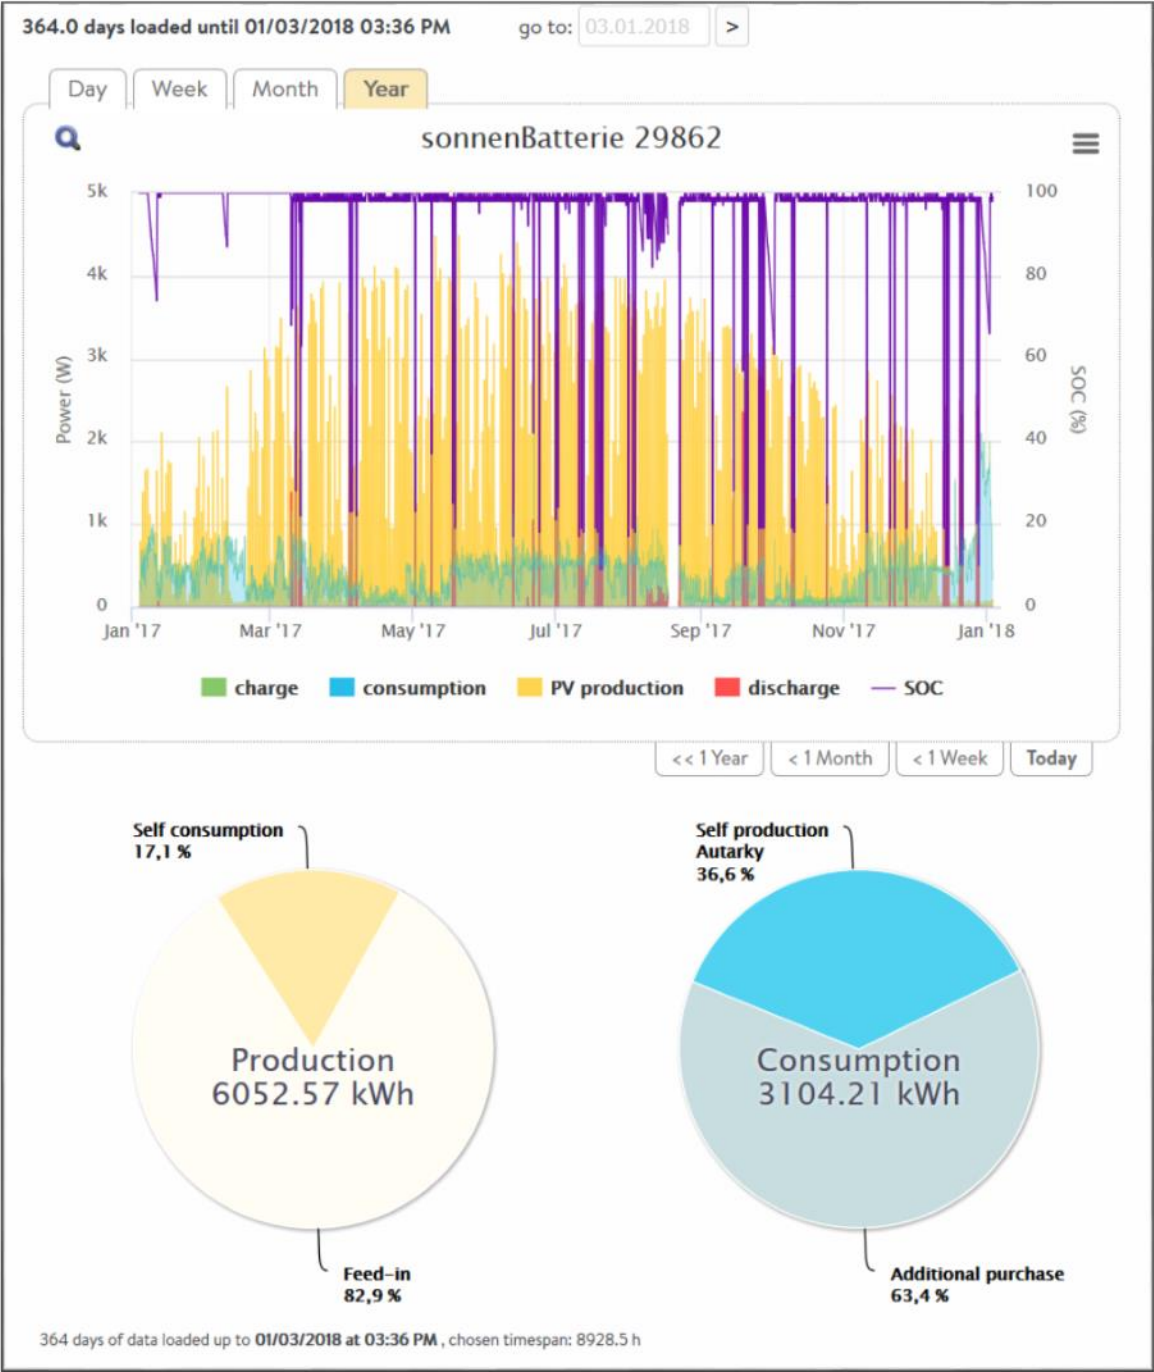 364.0 days loaded until 01/03/2018 03:36 PM go to: 03.01.2018 >
Day Week Month Year
sonnenBatterie 29862
5k 100
4k 80
3k 60
Power (W) SOC (%)
2k 40
1k 20
0 0
Jan '17 Mar '17 May '17 Jul '17 Sep '17 Nov '17 Jan '18
charge consumption PV production discharge SOC
<< 1 Year < 1 Month < 1 Week Today
Self consumption
17,1 %
Production
6052.57 kWh
Feed-in
82,9 %
Self production
Autarky
36,6 %
Consumption
3104.21 kWh
Additional purchase
63,4 %
364 days of data loaded up to 01/03/2018 at 03:36 PM , chosen timespan: 8928.5 h